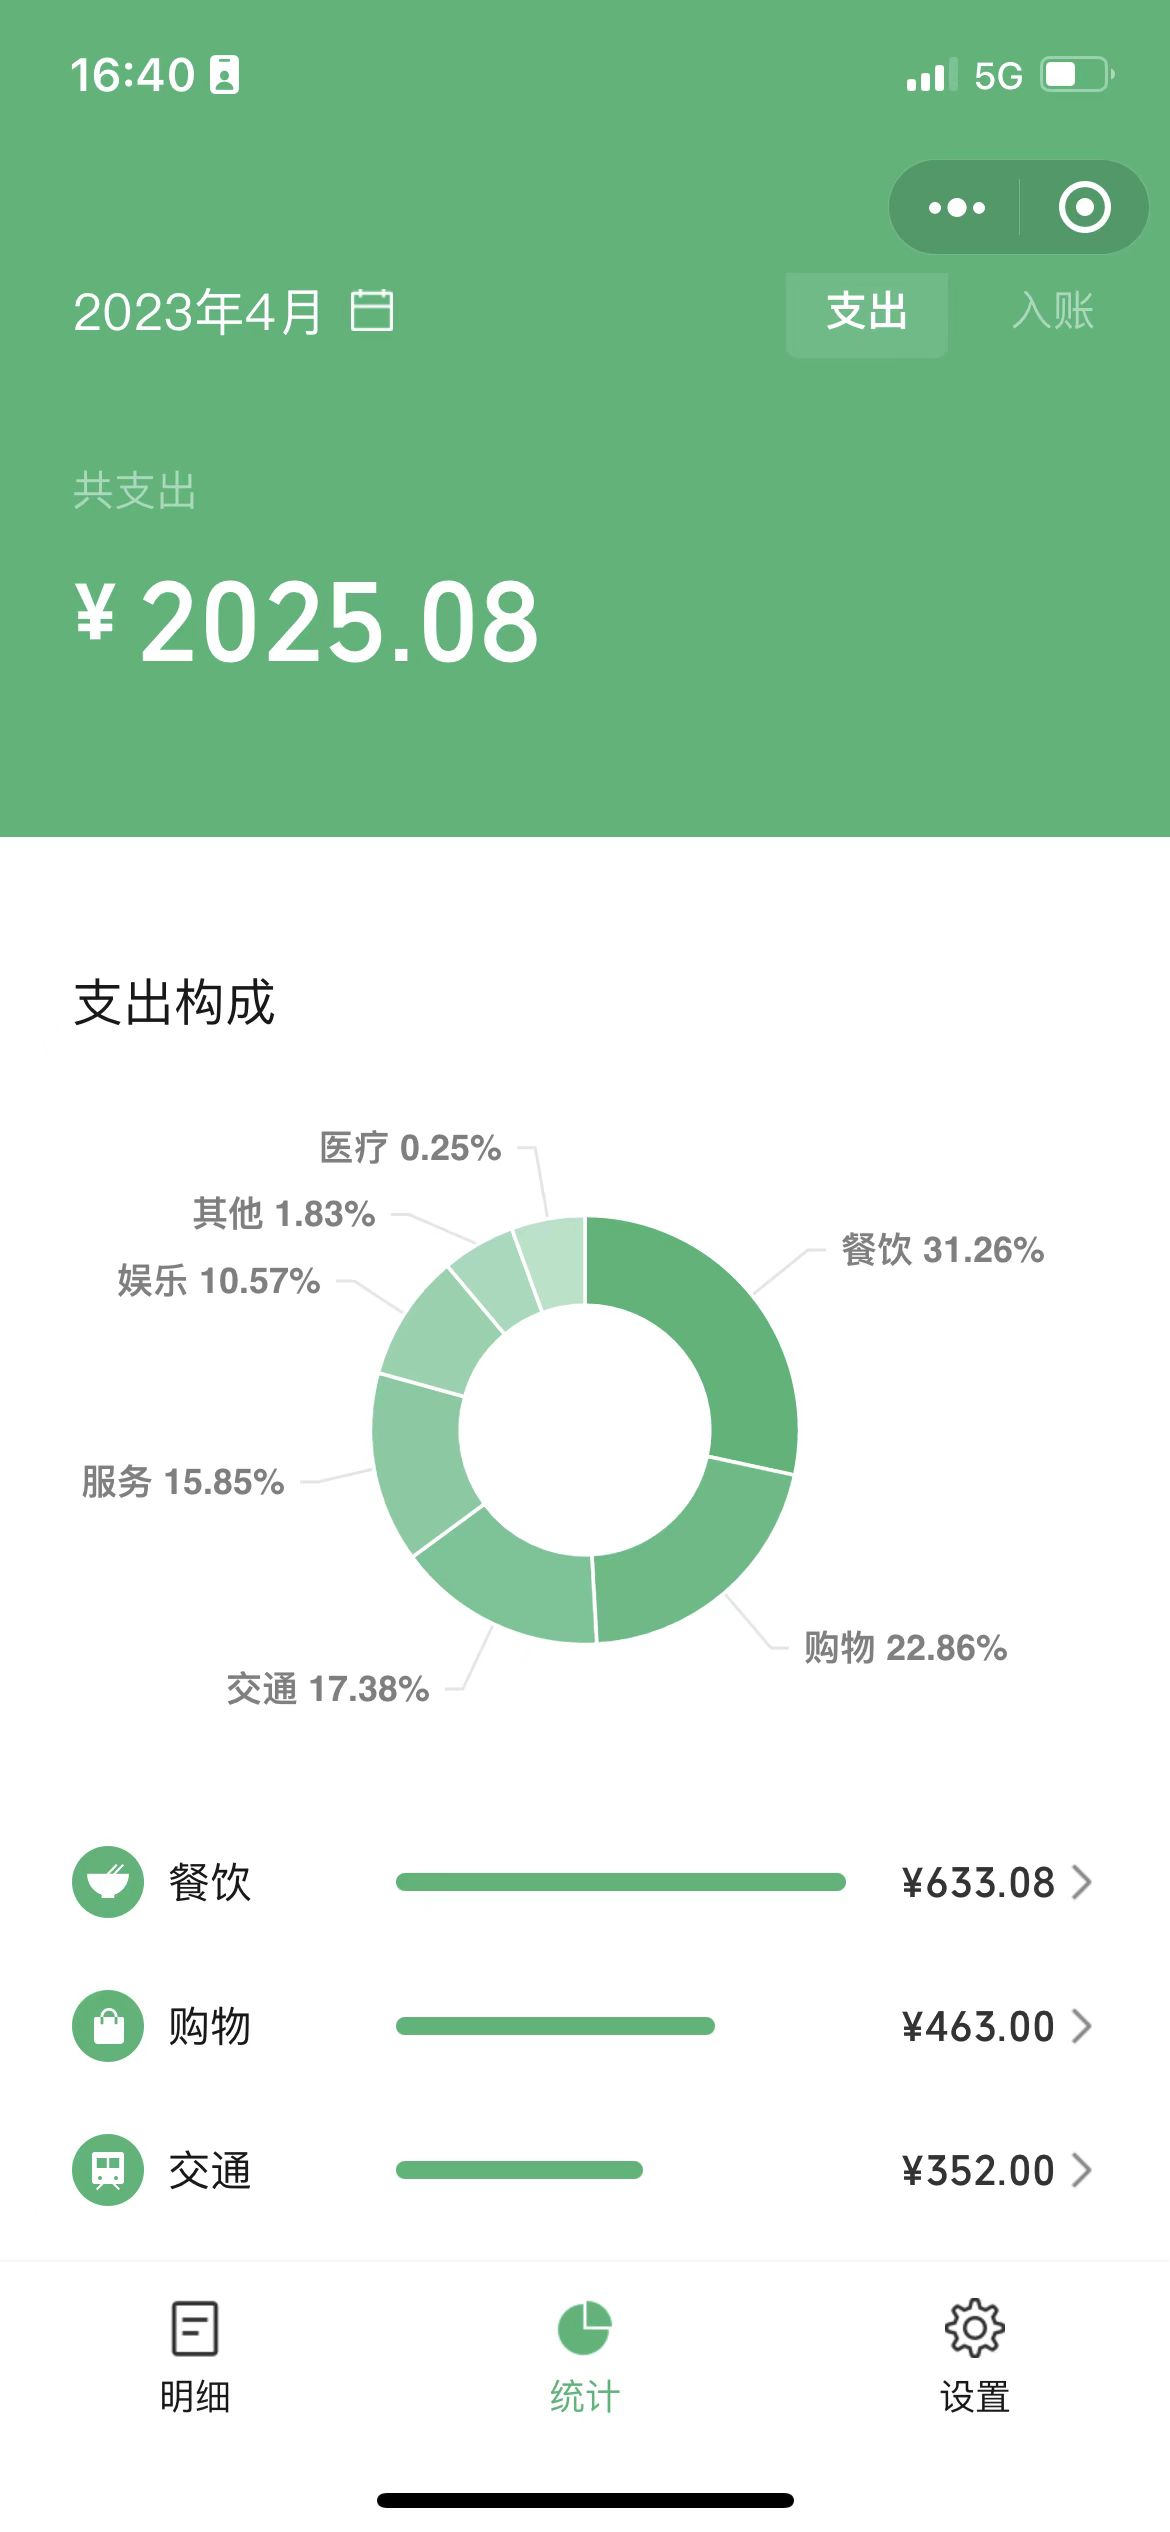 16:40 5G
2023年4月 支出 入账
共支出
¥2025.08
支出构成
医疗 0.25%
其他 1.83%
餐饮 31.26%
娱乐 10.57%
服务 15.85%
购物 22.86%
交通 17.38%
餐饮 ¥633.08
购物 ¥463.00
交通 ¥352.00
明细 统计 设置